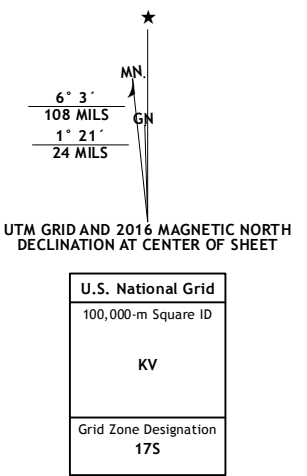 ★
MN.
6° 3´
108 MILS
GN
1° 21´
24 MILS
UTM GRID AND 2016 MAGNETIC NORTH
DECLINATION AT CENTER OF SHEET
U.S. National Grid
100,000-m Square ID
KV
Grid Zone Designation
17S